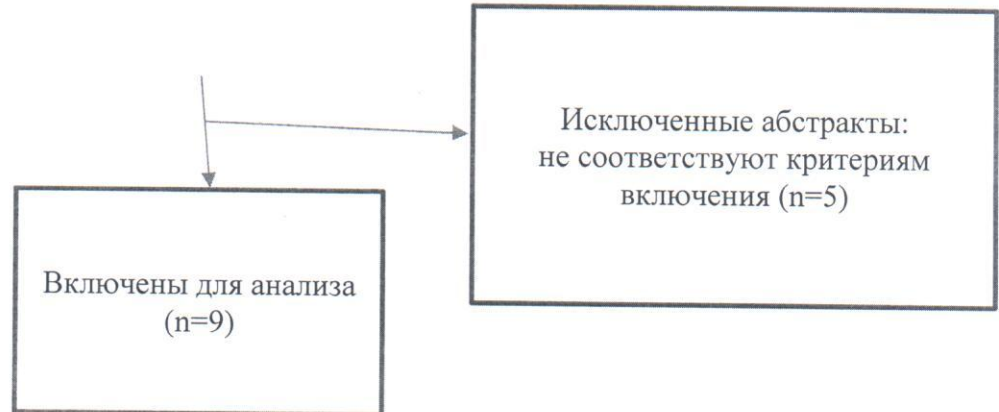 Исключенные абстракты:
не соответствуют критериям
включения (n=5)
Включены для анализа
(n=9)